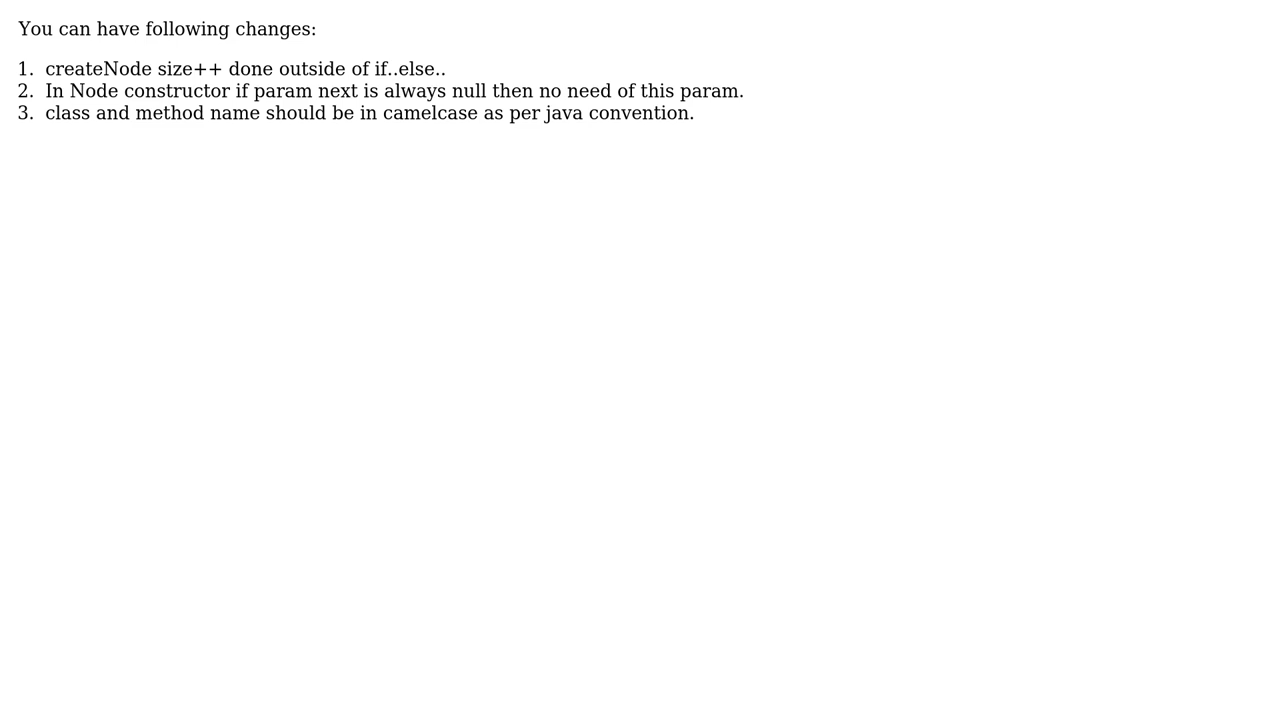 You can have following changes:
1. createNode size++ done outside of if..else..
2. In Node constructor if param next is always null then no need of this param.
3. class and method name should be in camelcase as per java convention.